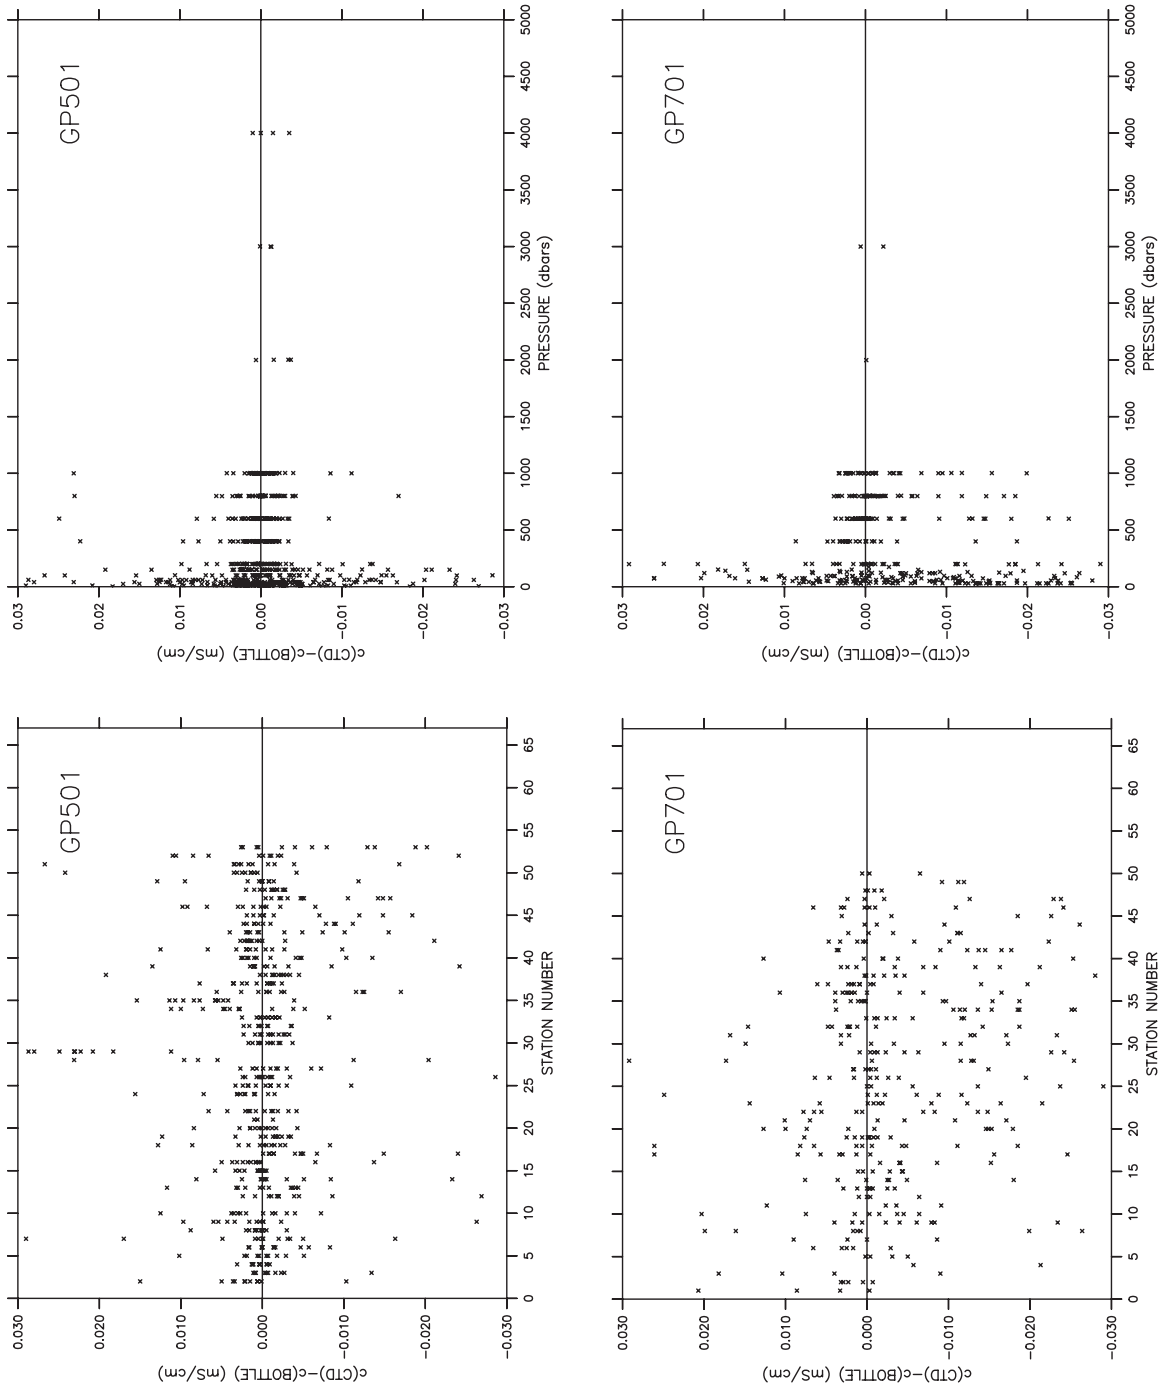 GP501
0.030
0.020
0.010
0.000
−0.010
−0.020
−0.030
c(CTD)−c(BOTTLE) (mS/cm)
0 5 10 15 20 25 30 35 40 45 50 55 60 65
STATION NUMBER
GP501
0.03
0.02
0.01
0.00
−0.01
−0.02
−0.03
c(CTD)−c(BOTTLE) (mS/cm)
0 500 1000 1500 2000 2500 3000 3500 4000 4500 5000
PRESSURE (dbars)
GP701
0.030
0.020
0.010
0.000
−0.010
−0.020
−0.030
c(CTD)−c(BOTTLE) (mS/cm)
0 5 10 15 20 25 30 35 40 45 50 55 60 65
STATION NUMBER
GP701
0.03
0.02
0.01
0.00
−0.01
−0.02
−0.03
c(CTD)−c(BOTTLE) (mS/cm)
0 500 1000 1500 2000 2500 3000 3500 4000 4500 5000
PRESSURE (dbars)